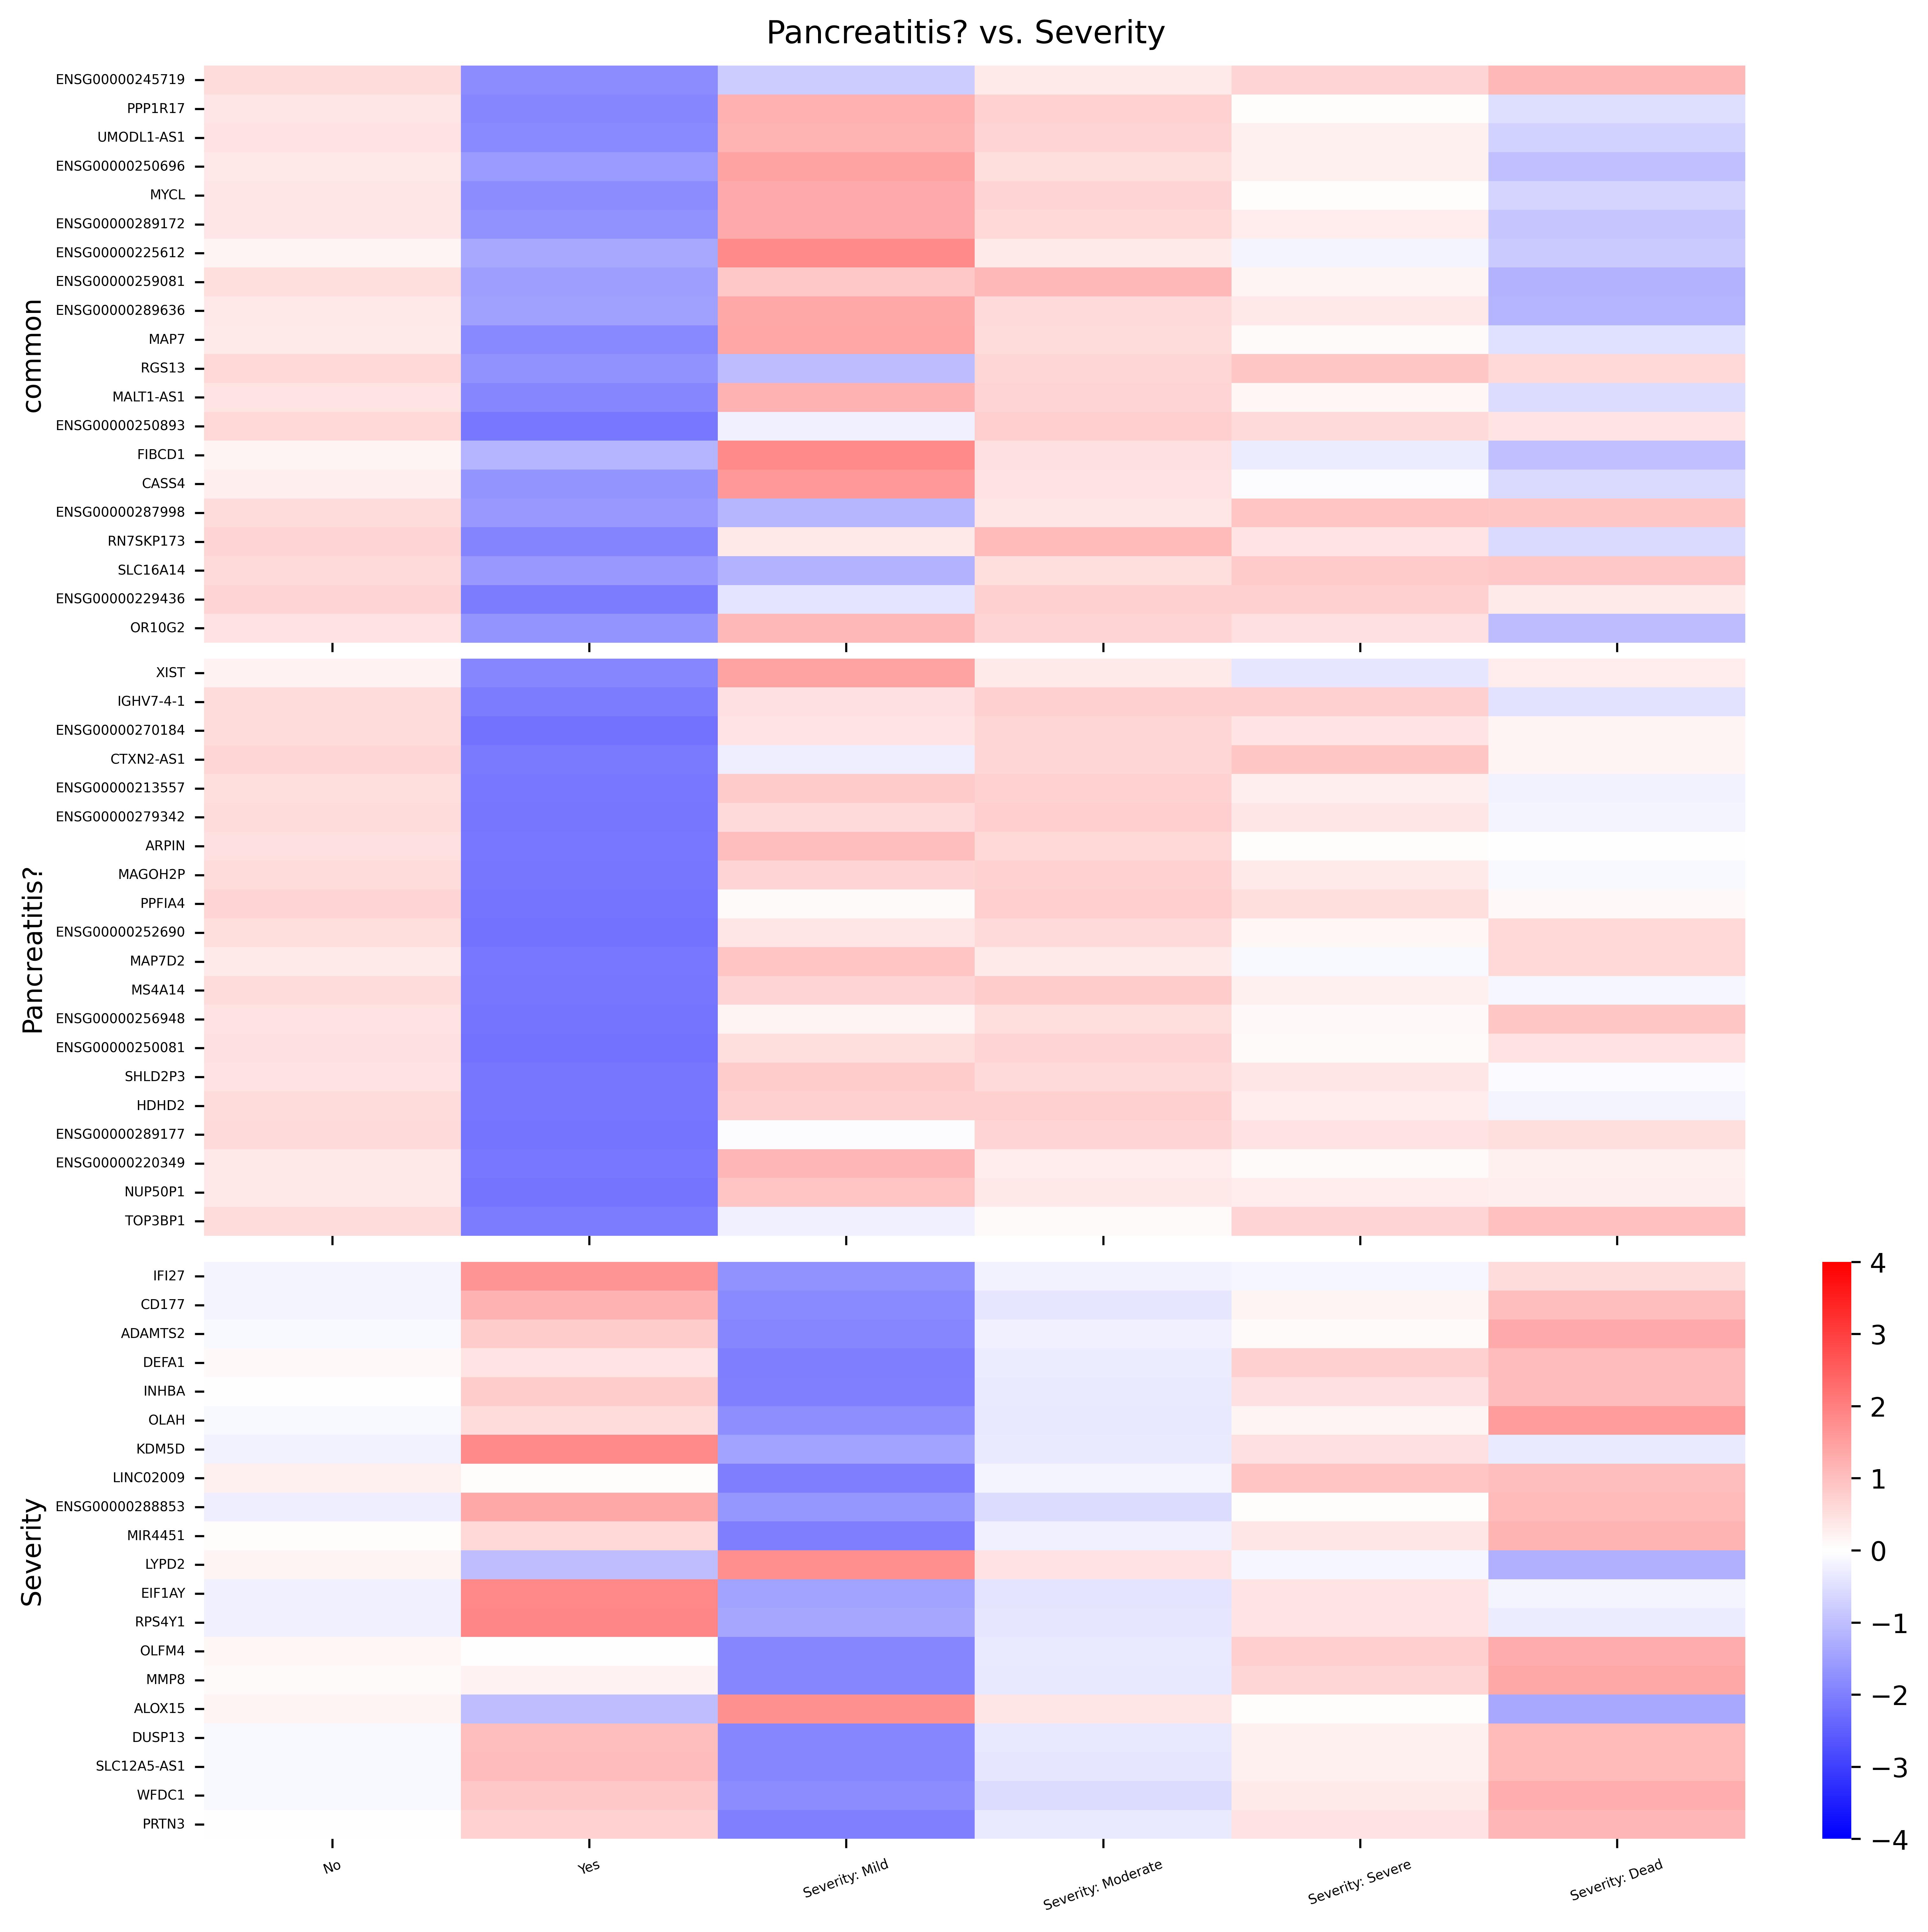 Pancreatitis? vs. Severity
common
ENSG00000245719
PPP1R17
UMODL1-AS1
ENSG00000250696
MYCL
ENSG00000289172
ENSG00000225612
ENSG00000259081
ENSG00000289636
MAP7
RGS13
MALT1-AS1
ENSG00000250893
FIBCD1
CASS4
ENSG00000287998
RN7SKP173
SLC16A14
ENSG00000229436
OR10G2
Pancreatitis?
XIST
IGHV7-4-1
ENSG00000270184
CTXN2-AS1
ENSG00000213557
ENSG00000279342
ARPIN
MAGOH2P
PPFIA4
ENSG00000252690
MAP7D2
MS4A14
ENSG00000256948
ENSG00000250081
SHLD2P3
HDHD2
ENSG00000289177
ENSG00000220349
NUP50P1
TOP3BP1
Severity
IFI27
CD177
ADAMTS2
DEFA1
INHBA
OLAH
KDM5D
LINC02009
ENSG00000288853
MIR4451
LYPD2
EIF1AY
RPS4Y1
OLFM4
MMP8
ALOX15
DUSP13
SLC12A5-AS1
WFDC1
PRTN3
No
Yes
Severity: Mild
Severity: Moderate
Severity: Severe
Severity: Dead
4
3
2
1
0
−1
−2
−3
−4